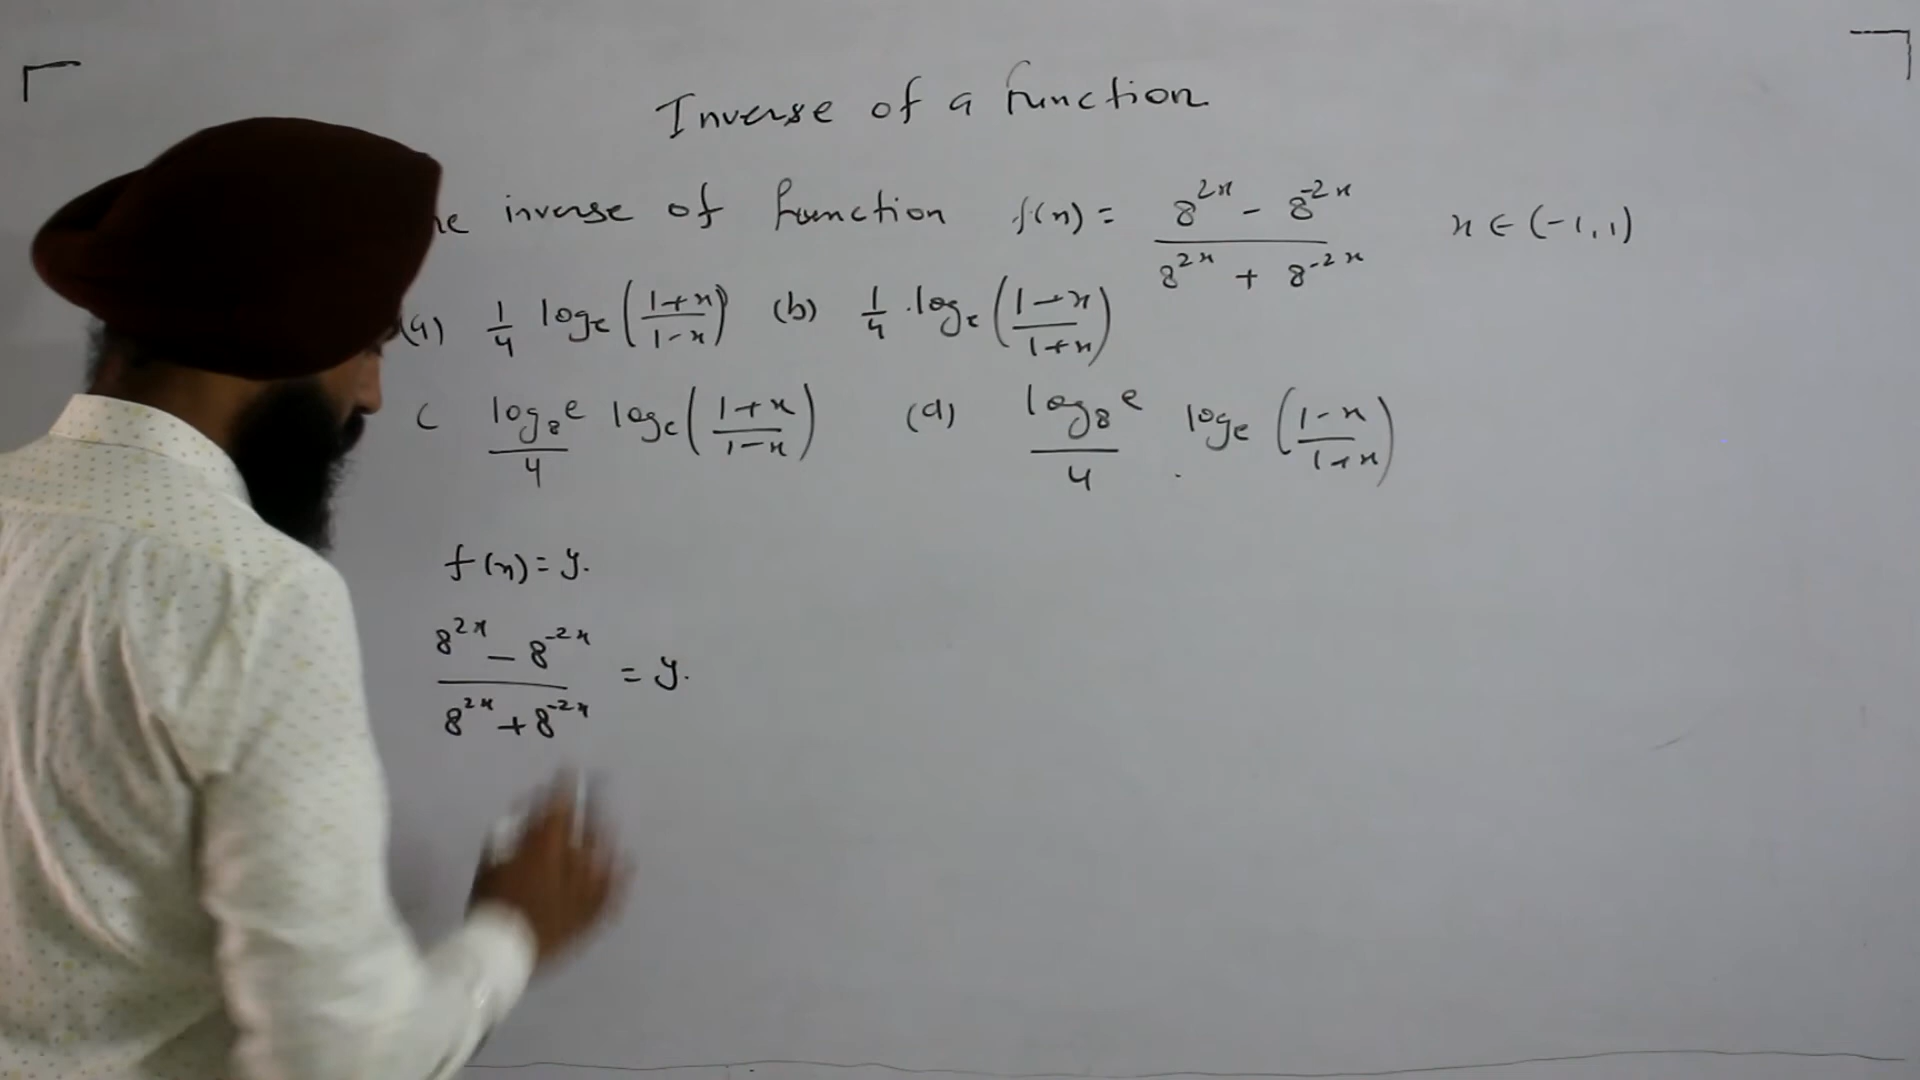 Inverse of a function
inverse of function f(x) = (8^{2x} - 8^{-2x}) / (8^{2x} + 8^{-2x}) x ∈ (-1, 1)
(a) 1/4 log_e ((1+x)/(1-x)) (b) 1/4 . log_e ((1-x)/(1+x))
C (log_8 e)/4 log_e ((1+x)/(1-x)) (d) (log_8 e)/4 . log_e ((1-x)/(1+x))
f(x) = y.
(8^{2x} - 8^{-2x}) / (8^{2x} + 8^{-2x}) = y.